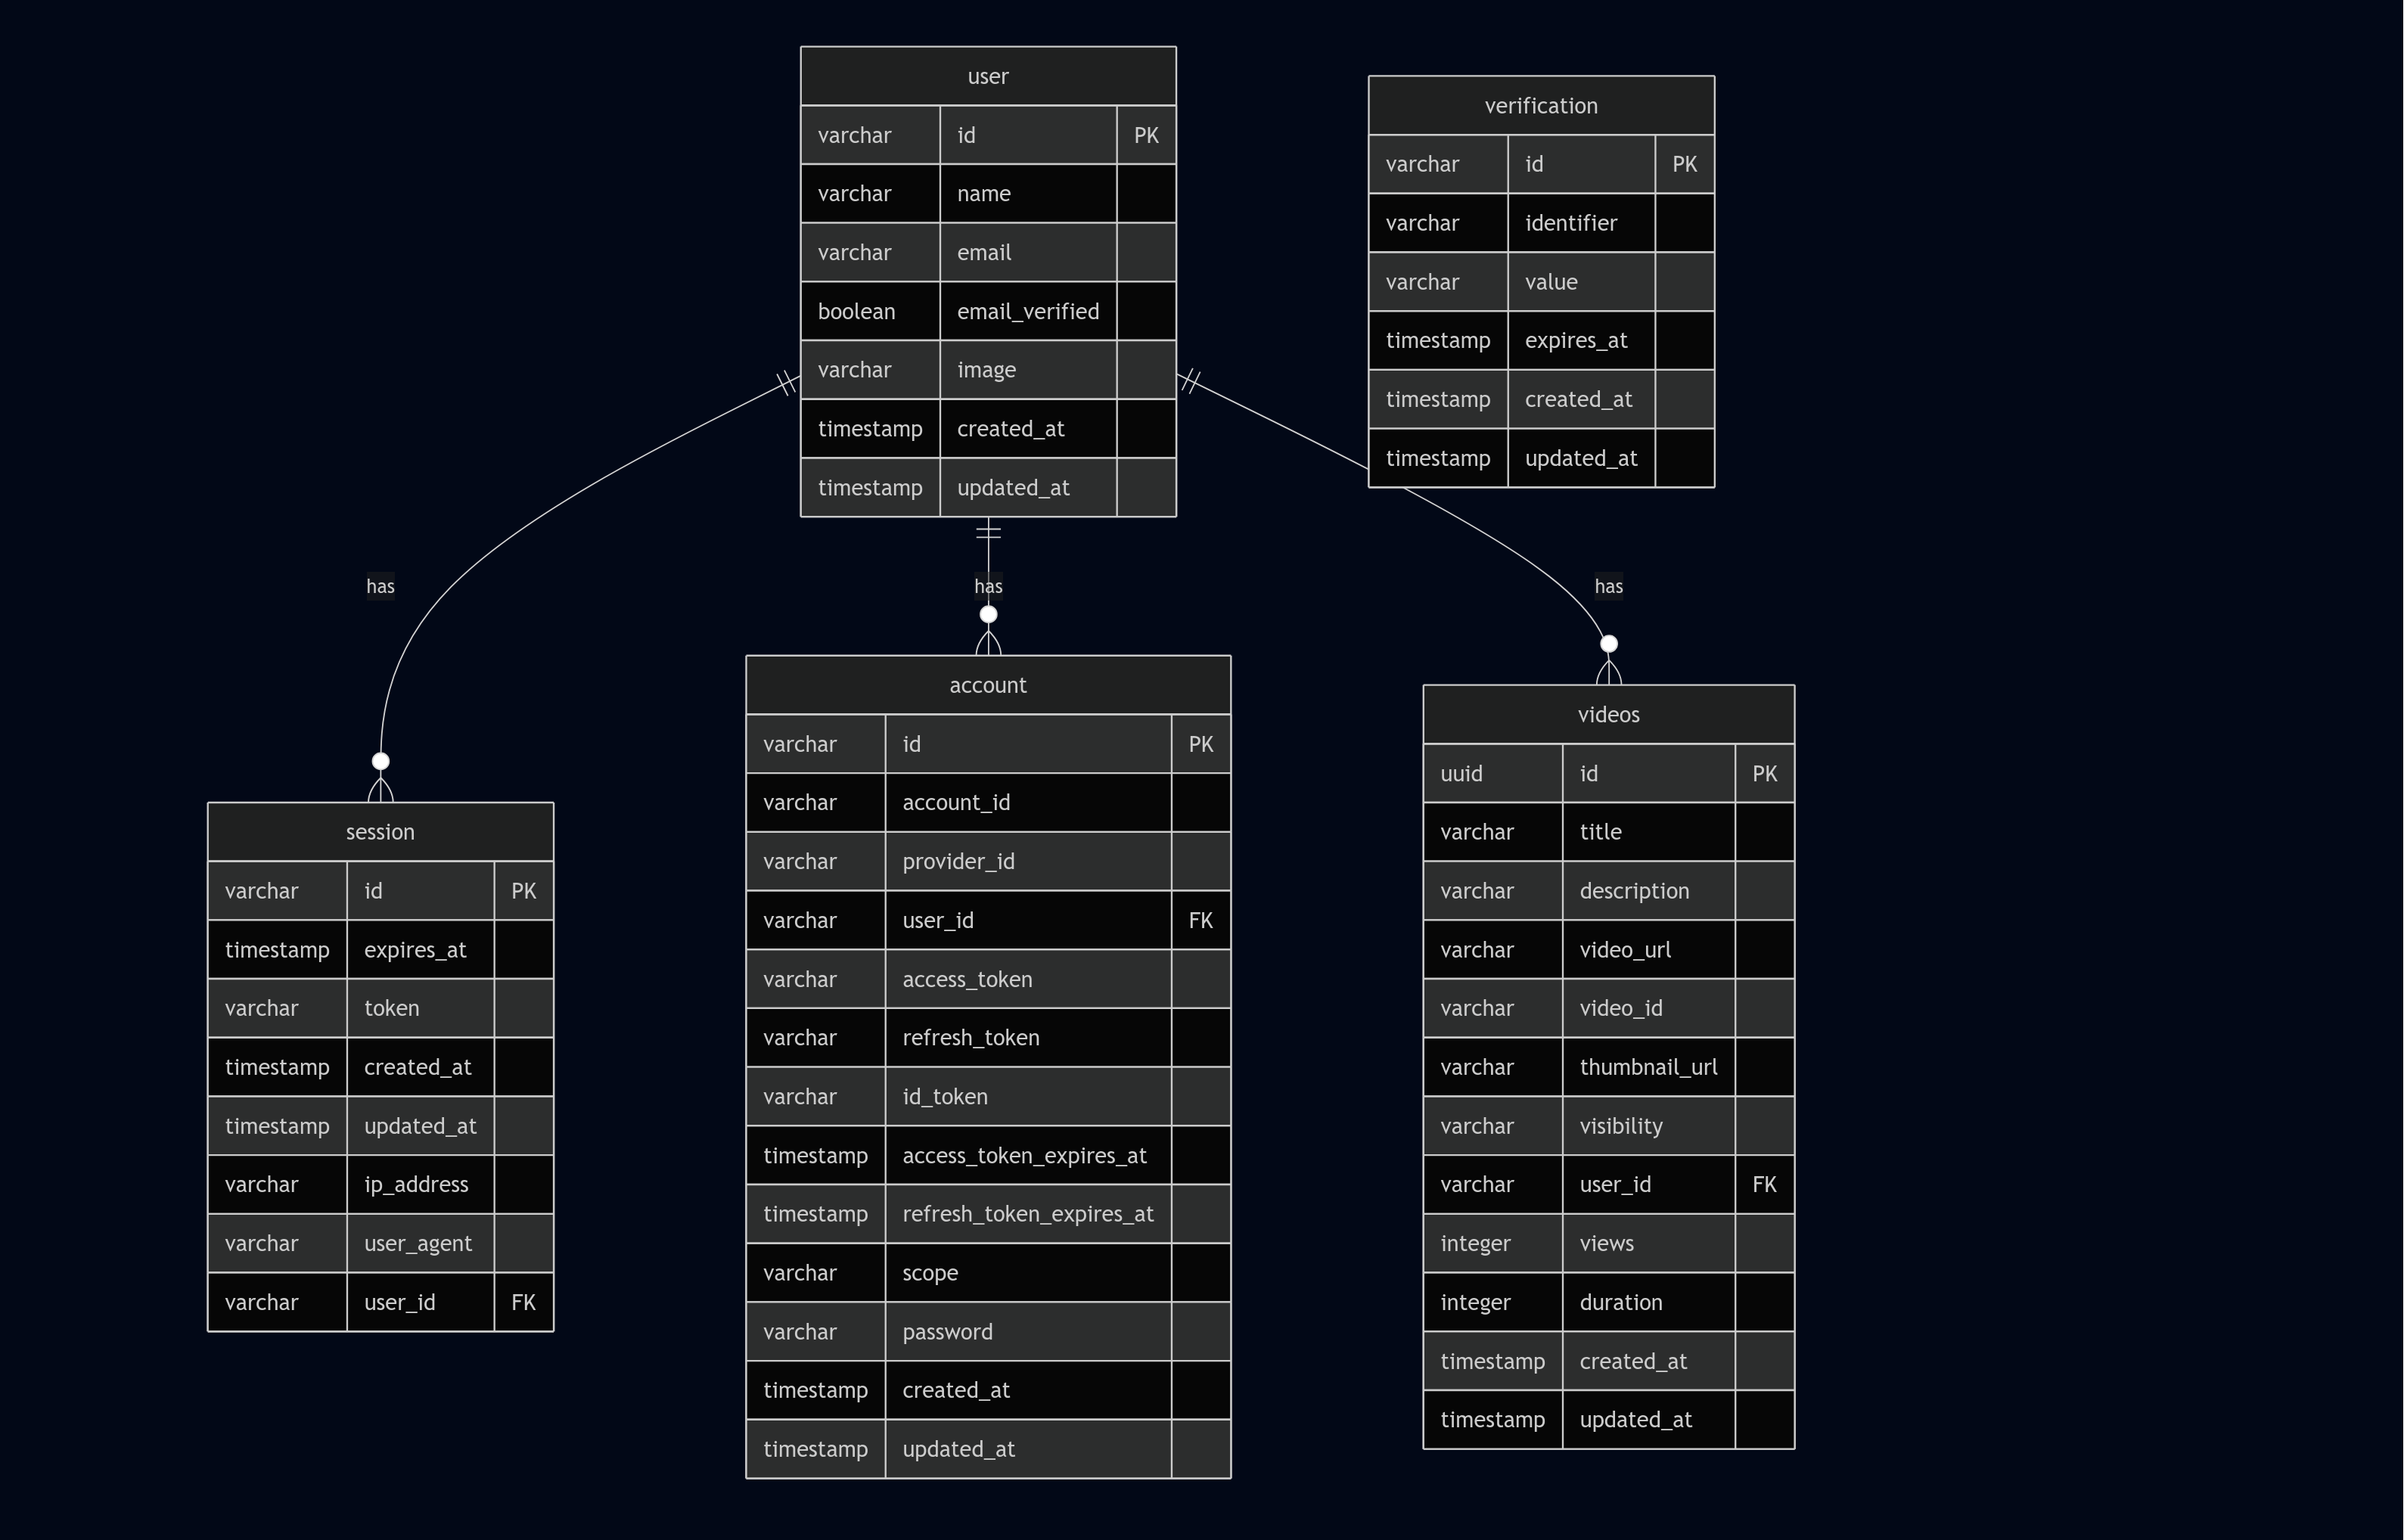 user
varchar id PK
varchar name
varchar email
boolean email_verified
varchar image
timestamp created_at
timestamp updated_at
verification
varchar id PK
varchar identifier
varchar value
timestamp expires_at
timestamp created_at
timestamp updated_at
has
has
has
session
varchar id PK
timestamp expires_at
varchar token
timestamp created_at
timestamp updated_at
varchar ip_address
varchar user_agent
varchar user_id FK
account
varchar id PK
varchar account_id
varchar provider_id
varchar user_id FK
varchar access_token
varchar refresh_token
varchar id_token
timestamp access_token_expires_at
timestamp refresh_token_expires_at
varchar scope
varchar password
timestamp created_at
timestamp updated_at
videos
uuid id PK
varchar title
varchar description
varchar video_url
varchar video_id
varchar thumbnail_url
varchar visibility
varchar user_id FK
integer views
integer duration
timestamp created_at
timestamp updated_at